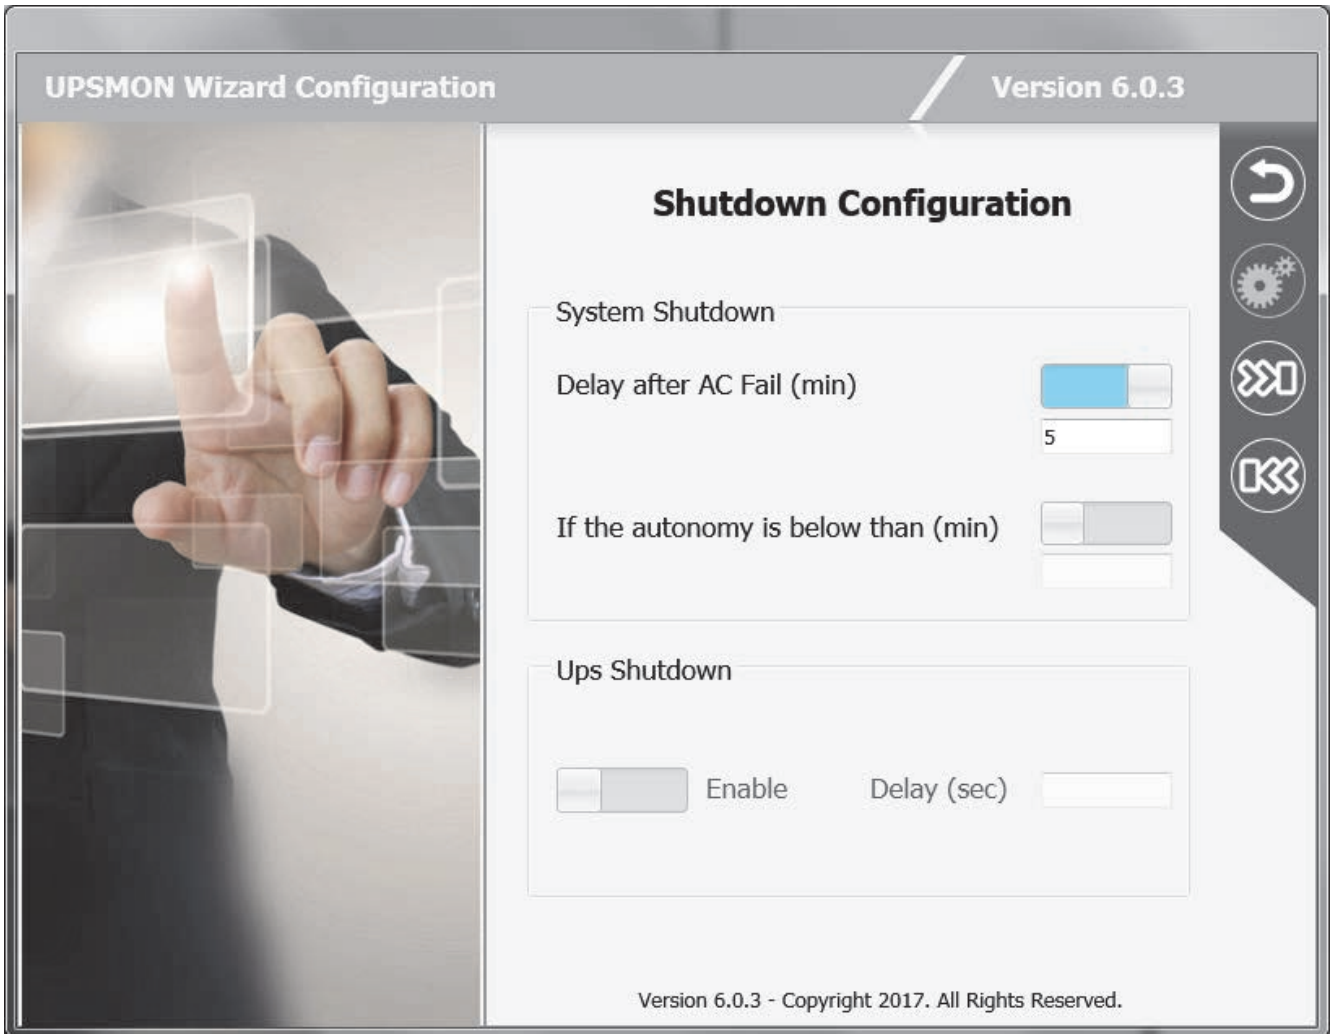 UPSMON Wizard Configuration
Version 6.0.3
Shutdown Configuration
System Shutdown
Delay after AC Fail (min)
5
If the autonomy is below than (min)
Ups Shutdown
Enable
Delay (sec)
Version 6.0.3 - Copyright 2017. All Rights Reserved.